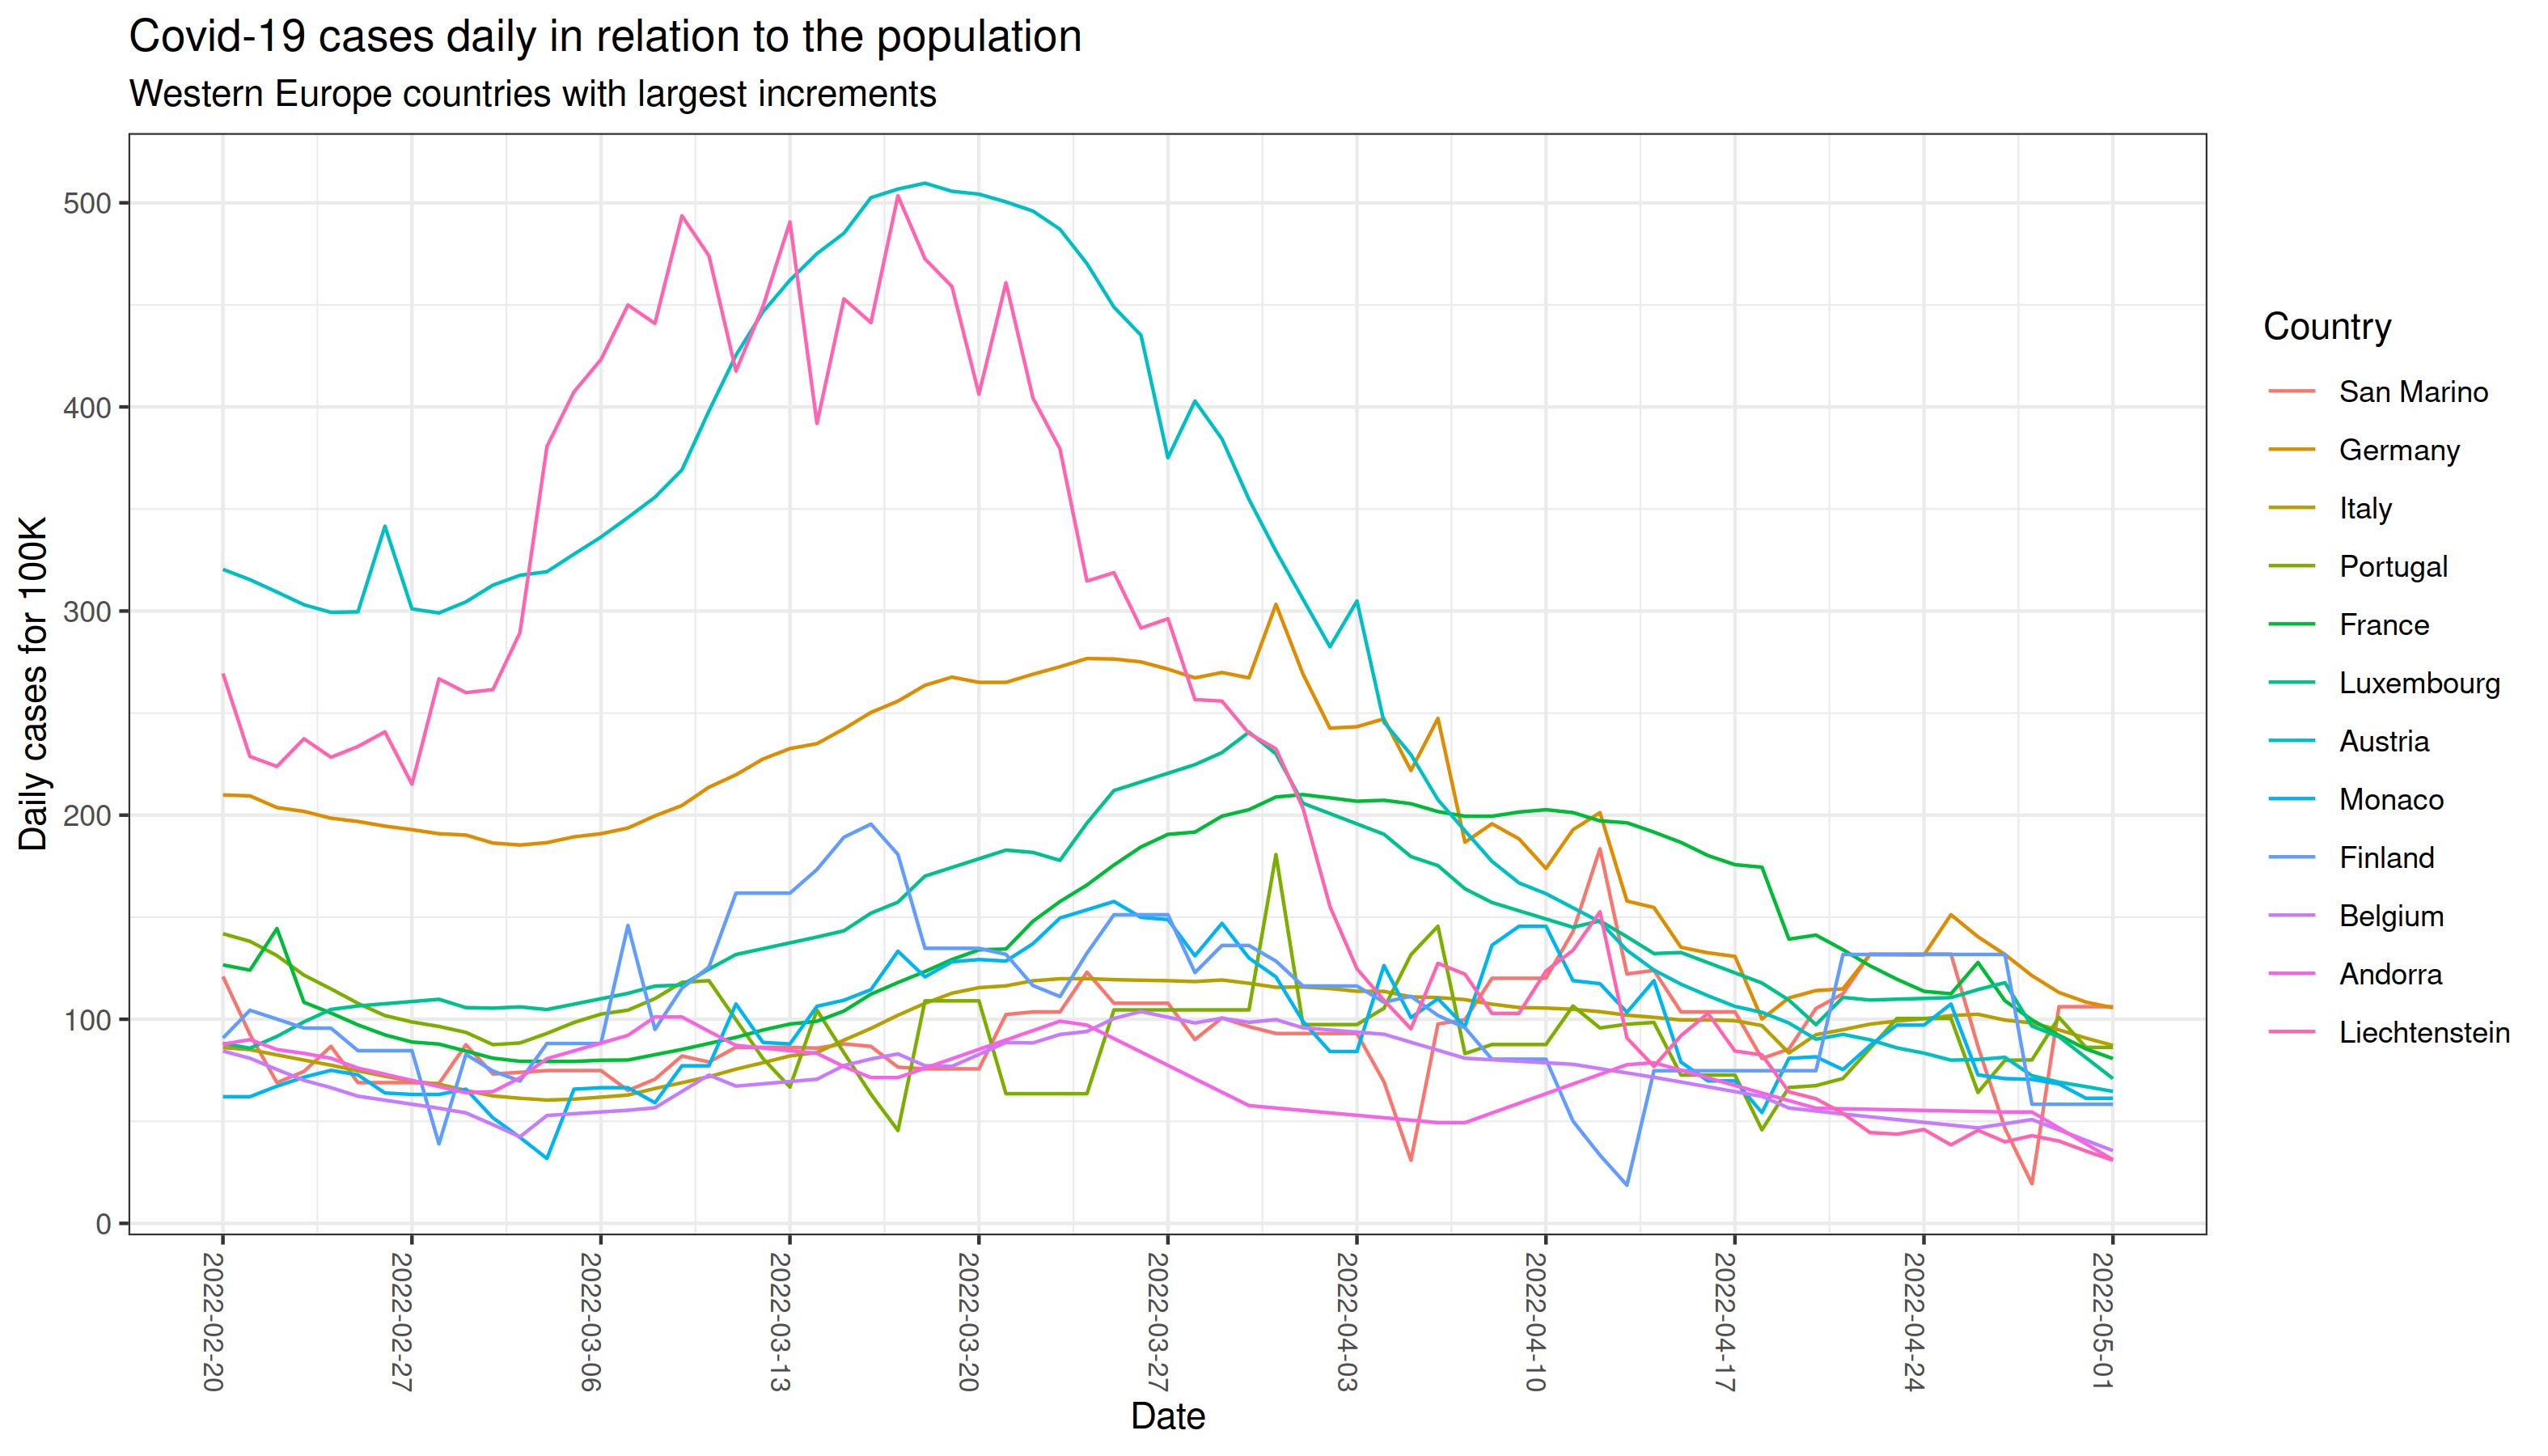 Covid-19 cases daily in relation to the population
Western Europe countries with largest increments
Daily cases for 100K
500
400
300
200
100
0
2022-02-20
2022-02-27
2022-03-06
2022-03-13
2022-03-20
2022-03-27
2022-04-03
2022-04-10
2022-04-17
2022-04-24
2022-05-01
Date
Country
San Marino
Germany
Italy
Portugal
France
Luxembourg
Austria
Monaco
Finland
Belgium
Andorra
Liechtenstein